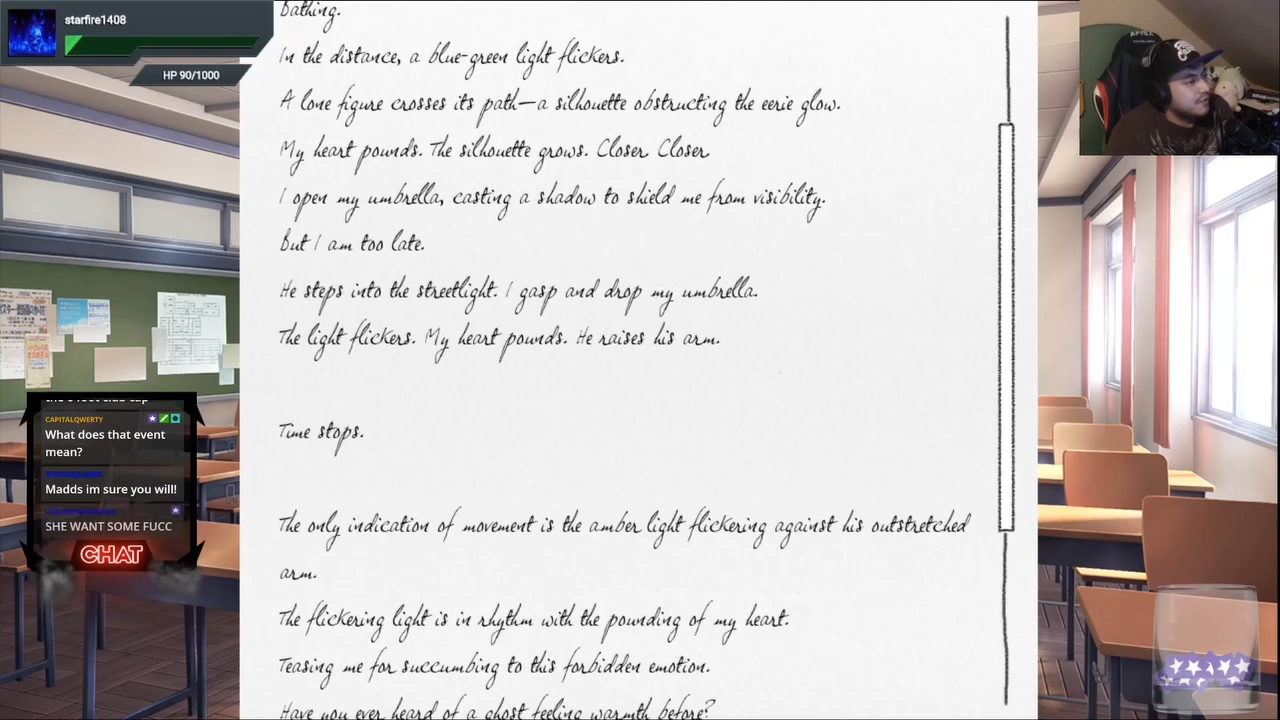 starfire1408
HP 90/1000
Bathing.
In the distance, a blue-green light flickers.
A lone figure crosses its path—a silhouette obstructing the eerie glow.
My heart pounds. The silhouette grows. Closer. Closer.
I open my umbrella, casting a shadow to shield me from visibility.
But I am too late.
He steps into the streetlight. I gasp and drop my umbrella.
The light flickers. My heart pounds. He raises his arm.
Time stops.
The only indication of movement is the amber light flickering against his outstretched
arm.
The flickering light is in rhythm with the pounding of my heart.
Teasing me for succumbing to this forbidden emotion.
Have you ever heard of a ghost feeling warmth before?
CAPITALQWERTY
What does that event
mean?
Madds im sure you will!
SHE WANT SOME FUCC
CHAT